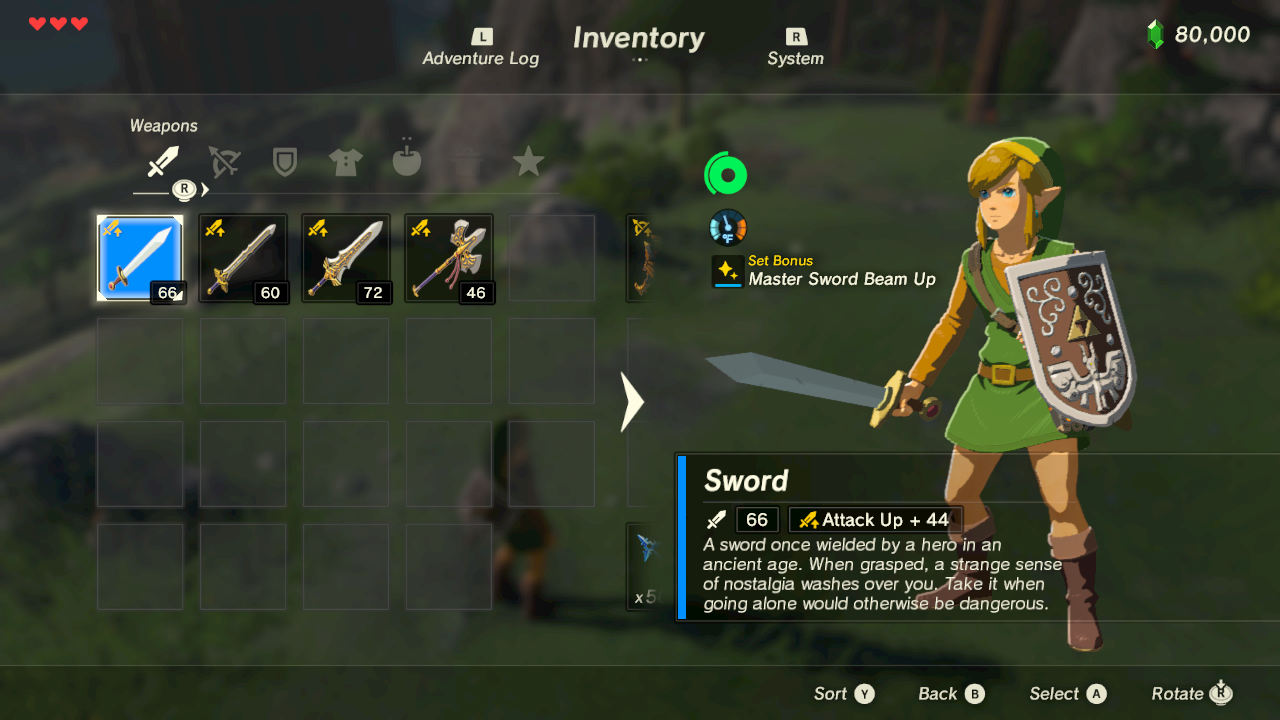 L
R
Adventure Log
Inventory
System
80,000
Weapons
R
66
60
72
46
°F
Set Bonus
Master Sword Beam Up
Sword
66
Attack Up + 44
A sword once wielded by a hero in an
ancient age. When grasped, a strange sense
of nostalgia washes over you. Take it when
going alone would otherwise be dangerous.
Sort Y
Back B
Select A
Rotate R